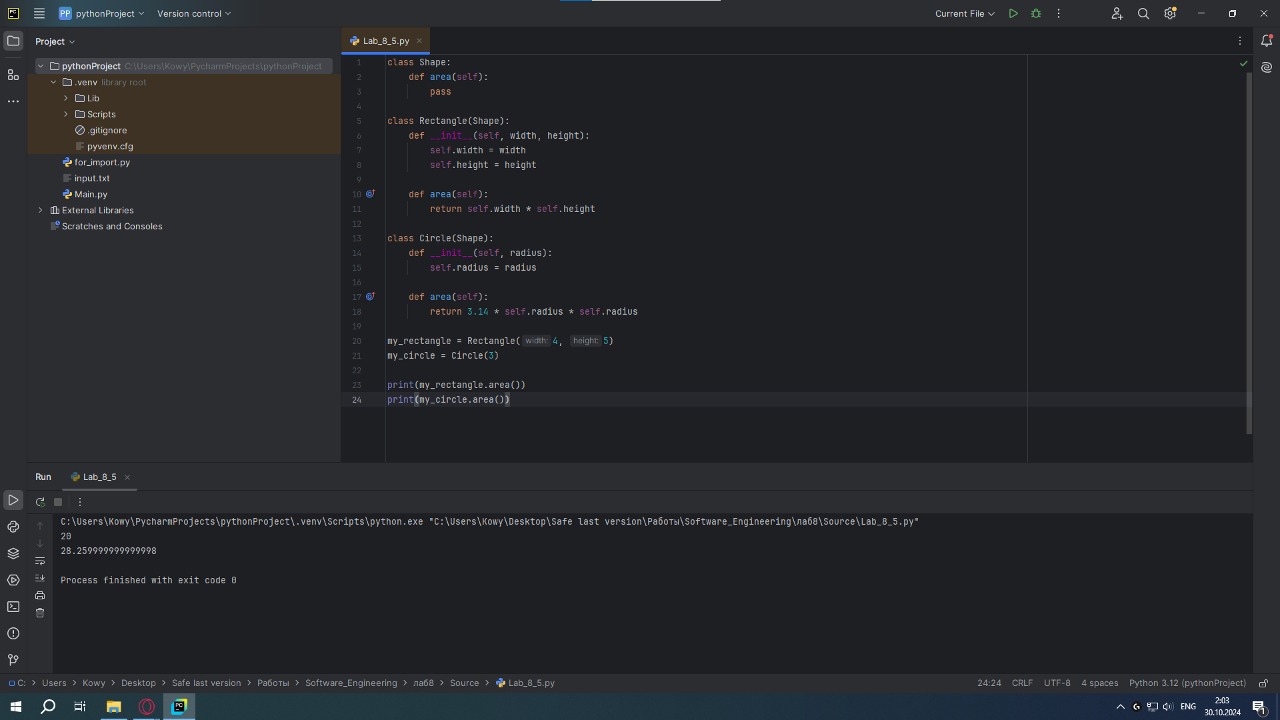 PP pythonProject Version control Current File
Project
Lab_8_5.py
pythonProject C:\Users\Kowy\PycharmProjects\pythonProject
.venv library root
Lib
Scripts
.gitignore
pyvenv.cfg
for_import.py
input.txt
Main.py
External Libraries
Scratches and Consoles
1 class Shape:
2 def area(self):
3 pass
4
5 class Rectangle(Shape):
6 def __init__(self, width, height):
7 self.width = width
8 self.height = height
9
10 def area(self):
11 return self.width * self.height
12
13 class Circle(Shape):
14 def __init__(self, radius):
15 self.radius = radius
16
17 def area(self):
18 return 3.14 * self.radius * self.radius
19
20 my_rectangle = Rectangle( width: 4, height: 5)
21 my_circle = Circle(3)
22
23 print(my_rectangle.area())
24 print(my_circle.area())
Run Lab_8_5
C:\Users\Kowy\PycharmProjects\pythonProject\.venv\Scripts\python.exe "C:\Users\Kowy\Desktop\Safe last version\Работы\Software_Engineering\лаб8\Source\Lab_8_5.py"
20
28.259999999999998
Process finished with exit code 0
C: Users Kowy Desktop Safe last version Работы Software_Engineering лаб8 Source Lab_8_5.py 24:24 CRLF UTF-8 4 spaces Python 3.12 (pythonProject)
PC ENG 2:03
30.10.2024